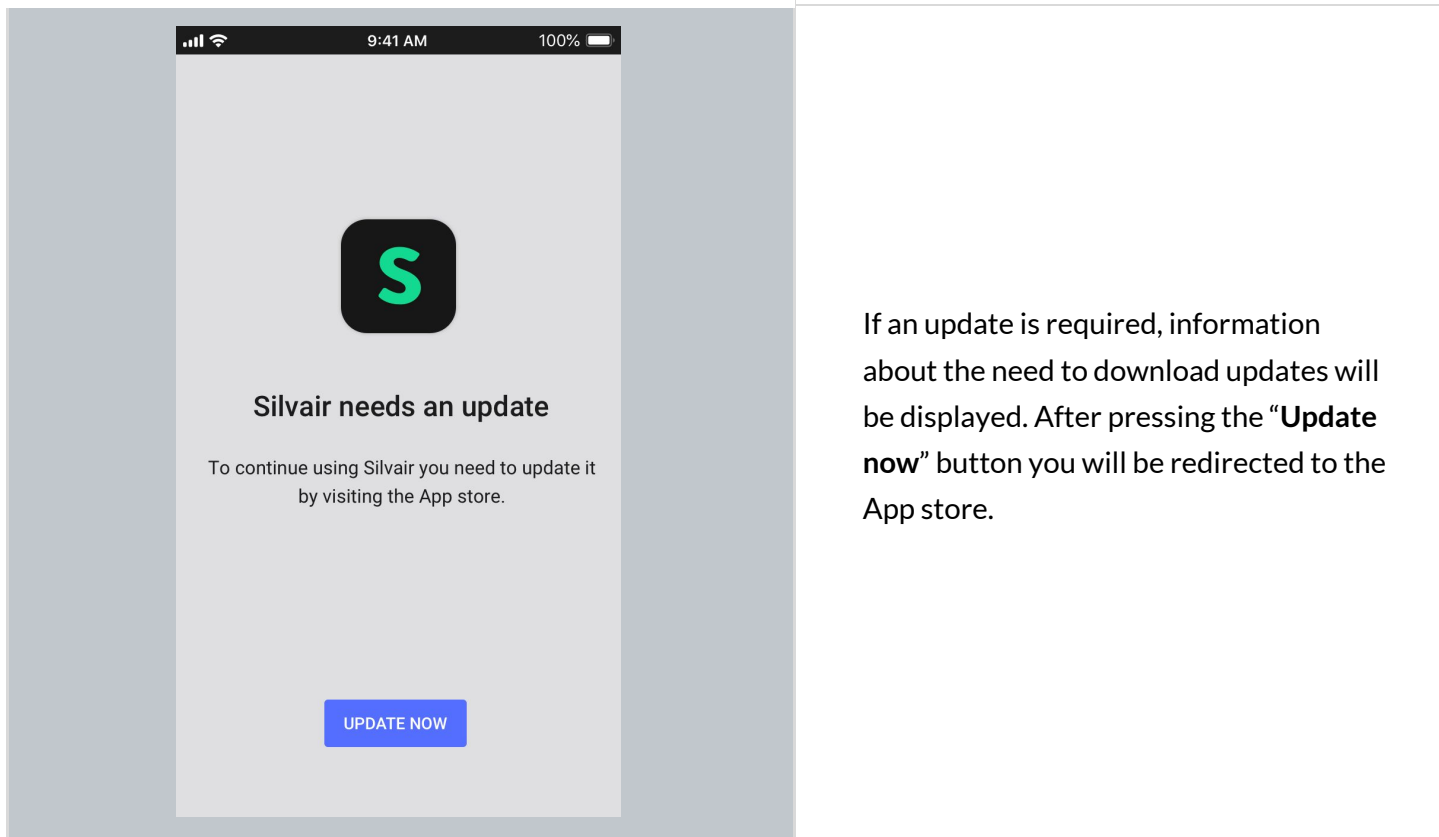 9:41 AM
100%
S
Silvair needs an update
To continue using Silvair you need to update it
by visiting the App store.
UPDATE NOW
If an update is required, information
about the need to download updates will
be displayed. After pressing the “Update
now” button you will be redirected to the
App store.